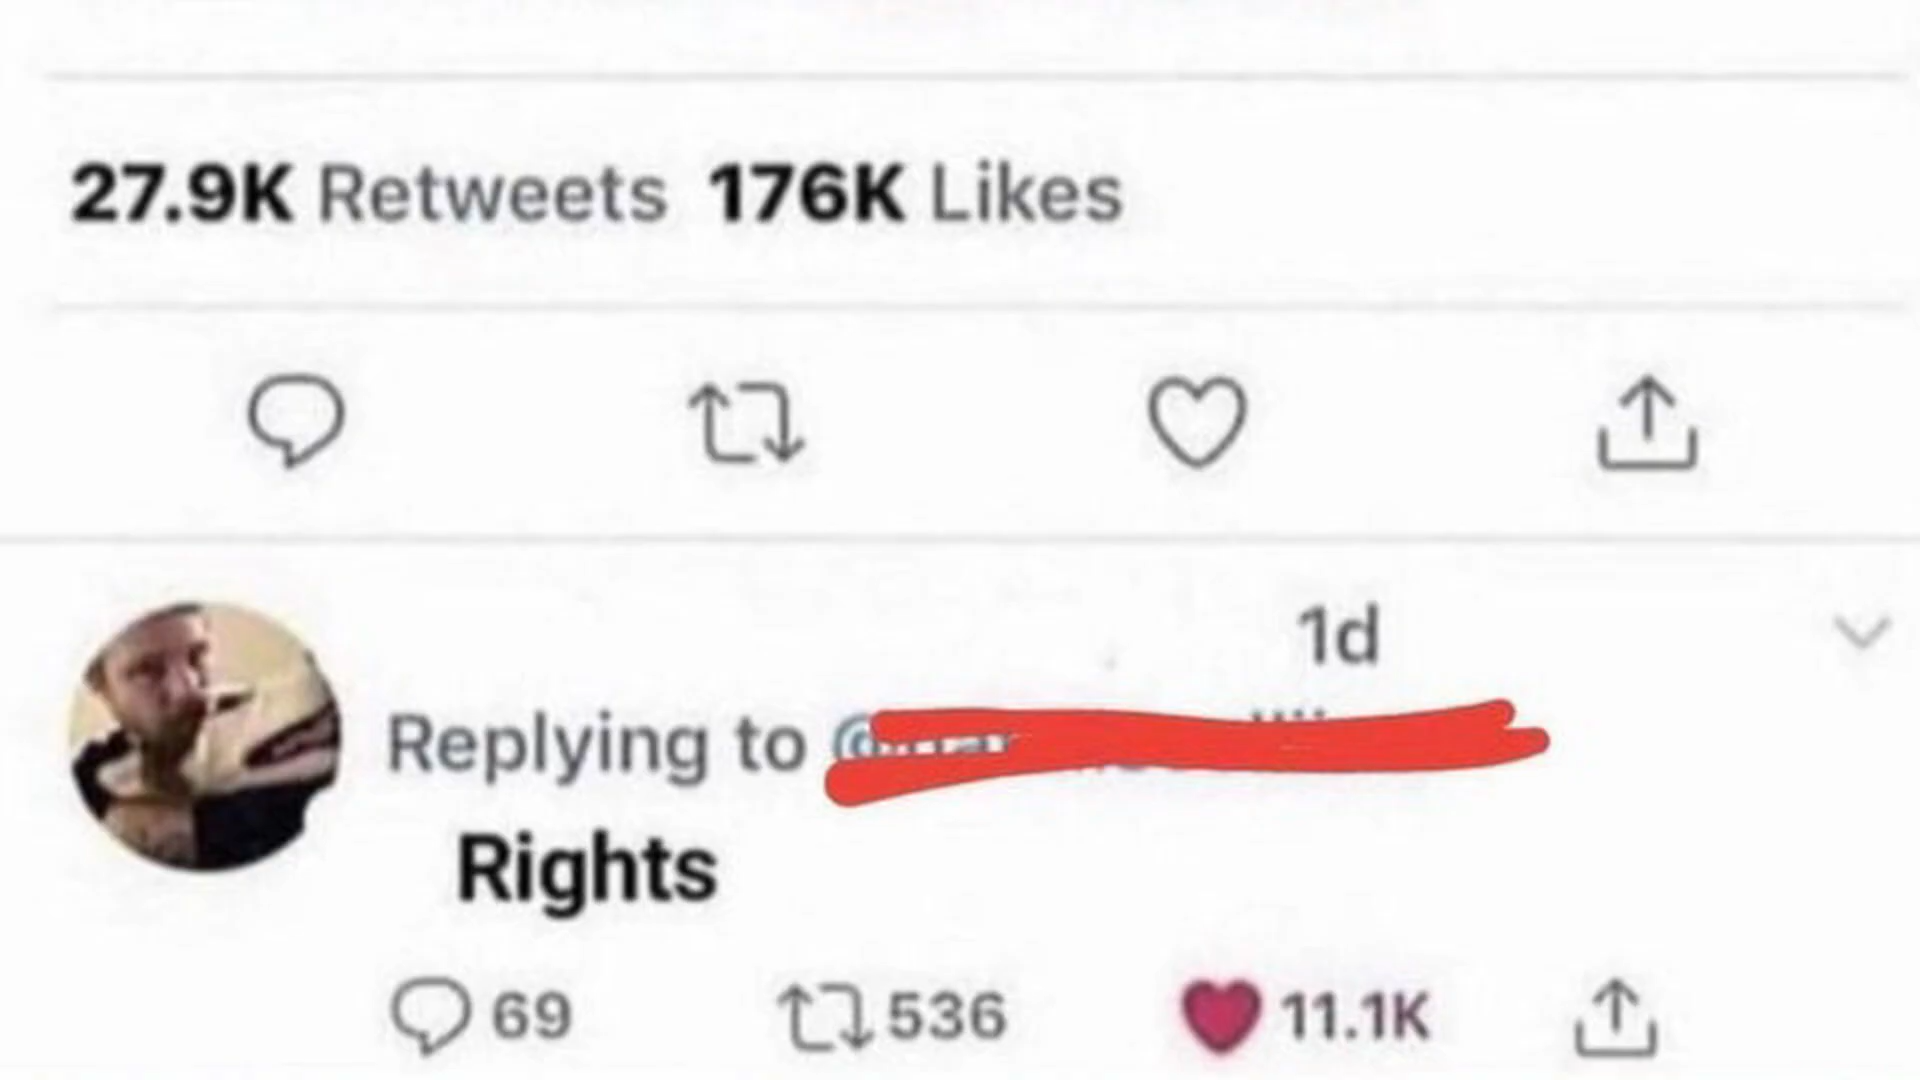 27.9K Retweets 176K Likes
1d
Replying to
Rights
69 536 11.1K